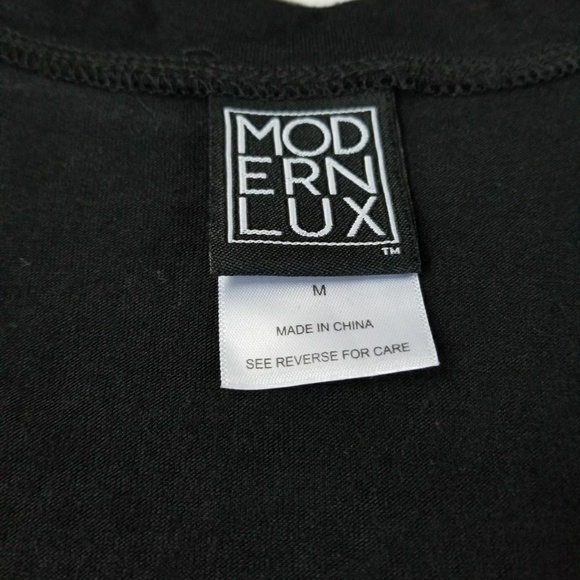 MOD
ERN
LUX
TM
M
MADE IN CHINA
SEE REVERSE FOR CARE